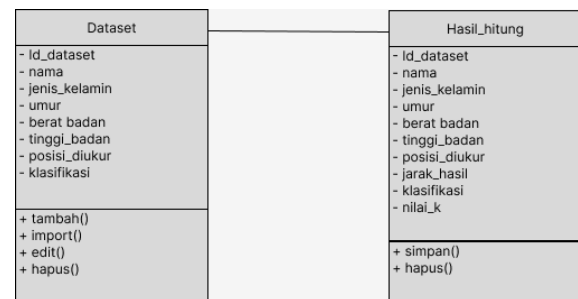 Dataset
- Id_dataset
- nama
- jenis_kelamin
- umur
- berat badan
- tinggi_badan
- posisi_diukur
- klasifikasi
+ tambah()
+ import()
+ edit()
+ hapus()
Hasil_hitung
- Id_dataset
- nama
- jenis_kelamin
- umur
- berat badan
- tinggi_badan
- posisi_diukur
- jarak_hasil
- klasifikasi
- nilai_k
+ simpan()
+ hapus()